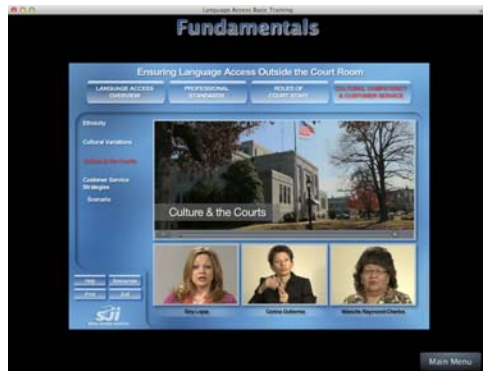 Language Access Basic Training
Fundamentals
Ensuring Language Access Outside the Court Room
LANGUAGE ACCESS
OVERVIEW
PROFESSIONAL
STANDARDS
ROLES OF
COURT STAFF
CULTURAL COMPETENCY
& CUSTOMER SERVICE
Ethnicity
Cultural Variations
Culture & the Courts
Customer Service
Strategies
Scenario
Culture & the Courts
Help
Resources
Print
Exit
SJI
Main Menu